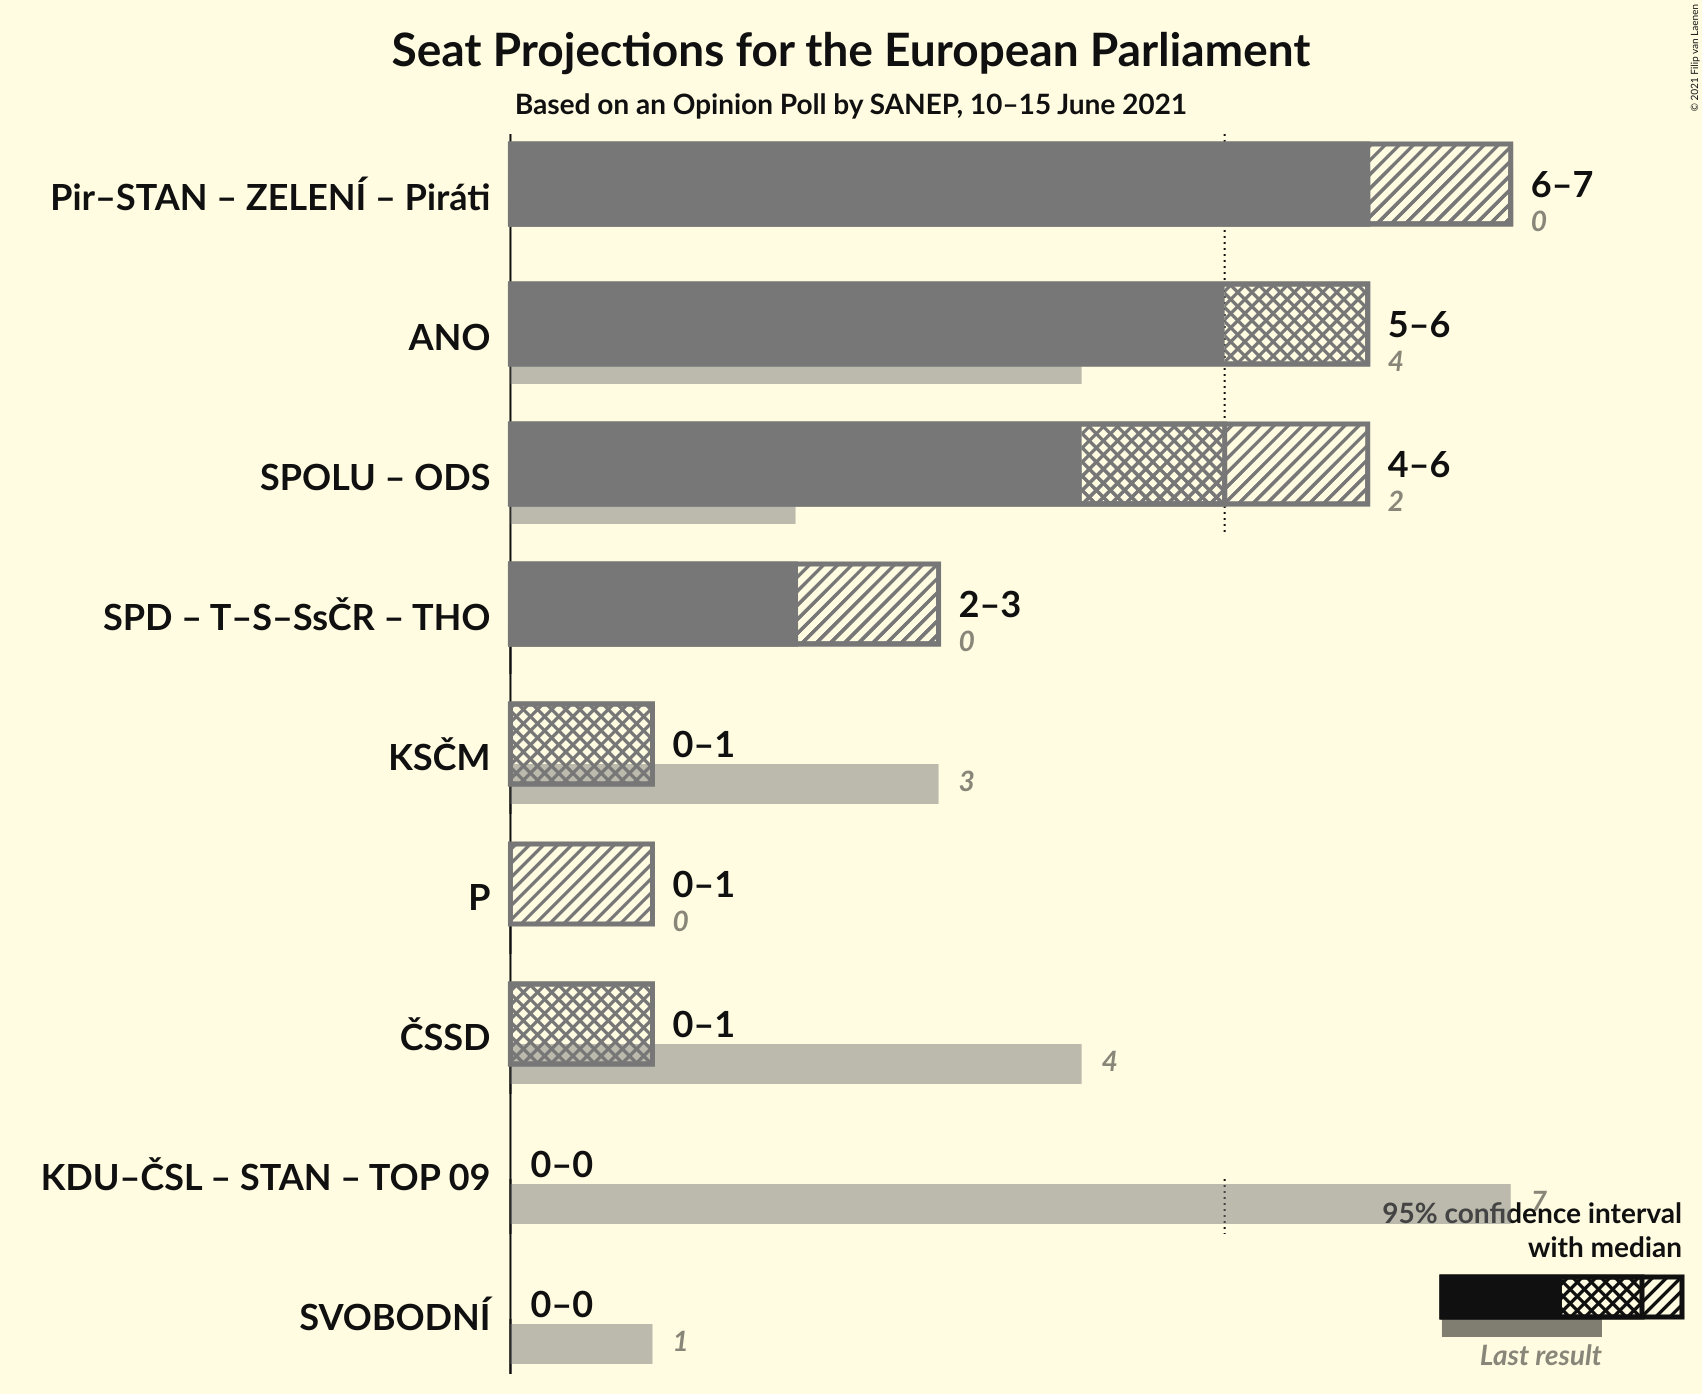 Seat Projections for the European Parliament
Based on an Opinion Poll by SANEP, 10–15 June 2021
© 2021 Filip van Laenen
Pir–STAN – ZELENÍ – Piráti
6–7
0
ANO
5–6
4
SPOLU – ODS
4–6
2
SPD – T–S–SsČR – THO
2–3
0
KSČM
0–1
3
P
0–1
0
ČSSD
0–1
4
KDU–ČSL – STAN – TOP 09
0–0
7
SVOBODNÍ
0–0
1
95% confidence interval
with median
Last result